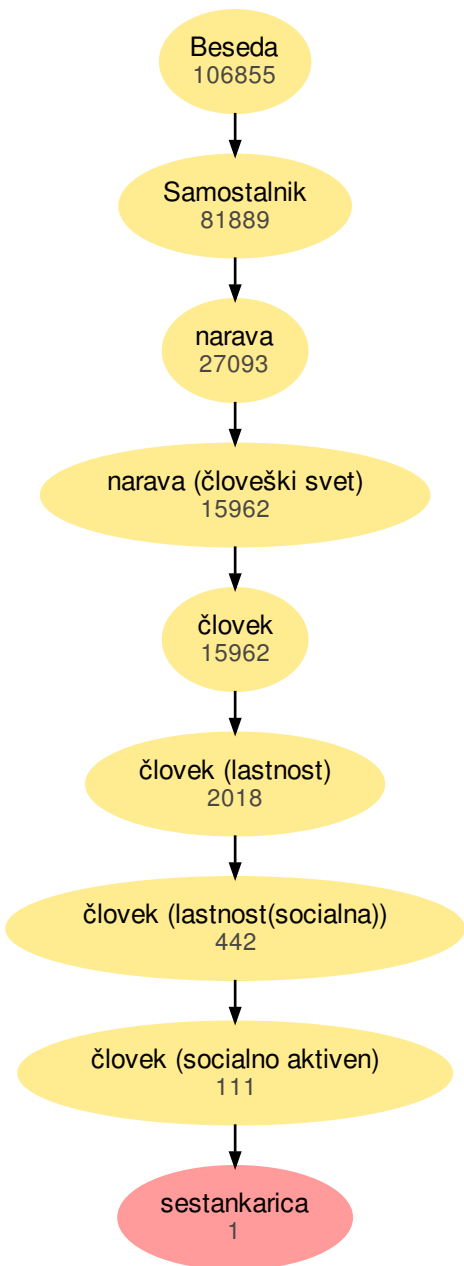 Beseda
106855
Samostalnik
81889
narava
27093
narava (človeški svet)
15962
človek
15962
človek (lastnost)
2018
človek (lastnost(socialna))
442
človek (socialno aktiven)
111
sestankarica
1